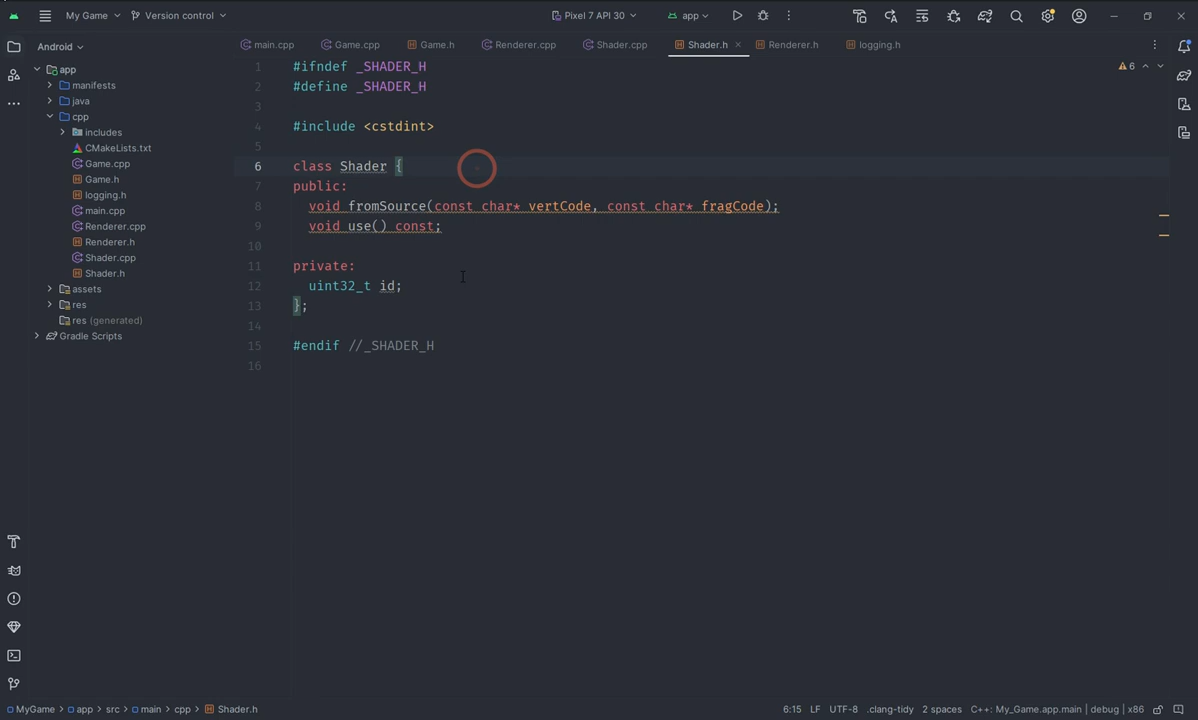 My Game
Version control
Pixel 7 API 30
app
Android
main.cpp
Game.cpp
Game.h
Renderer.cpp
Shader.cpp
Shader.h
Renderer.h
logging.h
app
manifests
java
cpp
includes
CMakeLists.txt
Game.cpp
Game.h
logging.h
main.cpp
Renderer.cpp
Renderer.h
Shader.cpp
Shader.h
assets
res
res (generated)
Gradle Scripts
6
1 #ifndef _SHADER_H
2 #define _SHADER_H
3
4 #include <cstdint>
5
6 class Shader {
7 public:
8 void fromSource(const char* vertCode, const char* fragCode);
9 void use() const;
10
11 private:
12 uint32_t id;
13 };
14
15 #endif //_SHADER_H
16
MyGame > app > src > main > cpp > Shader.h
6:15 LF UTF-8 .clang-tidy 2 spaces C++: My_Game.app.main | debug | x86